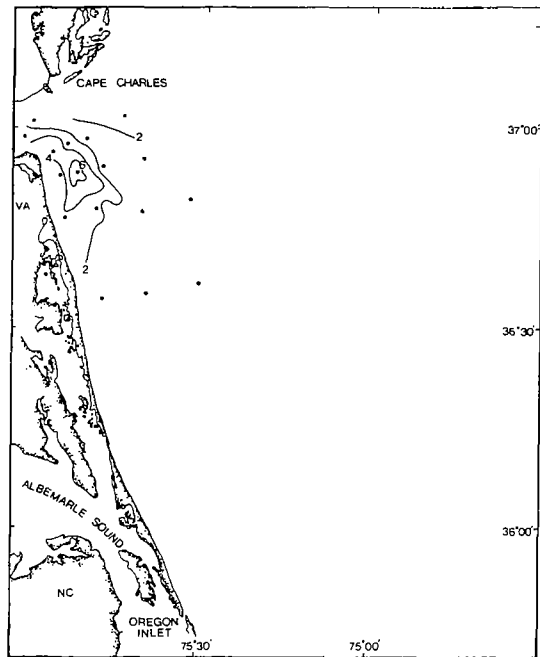 CAPE CHARLES
37°00'
2
4
6
VA
2
36°30'
ALBEMARLE SOUND
36°00'
NC
OREGON
INLET
75°30'
75°00'